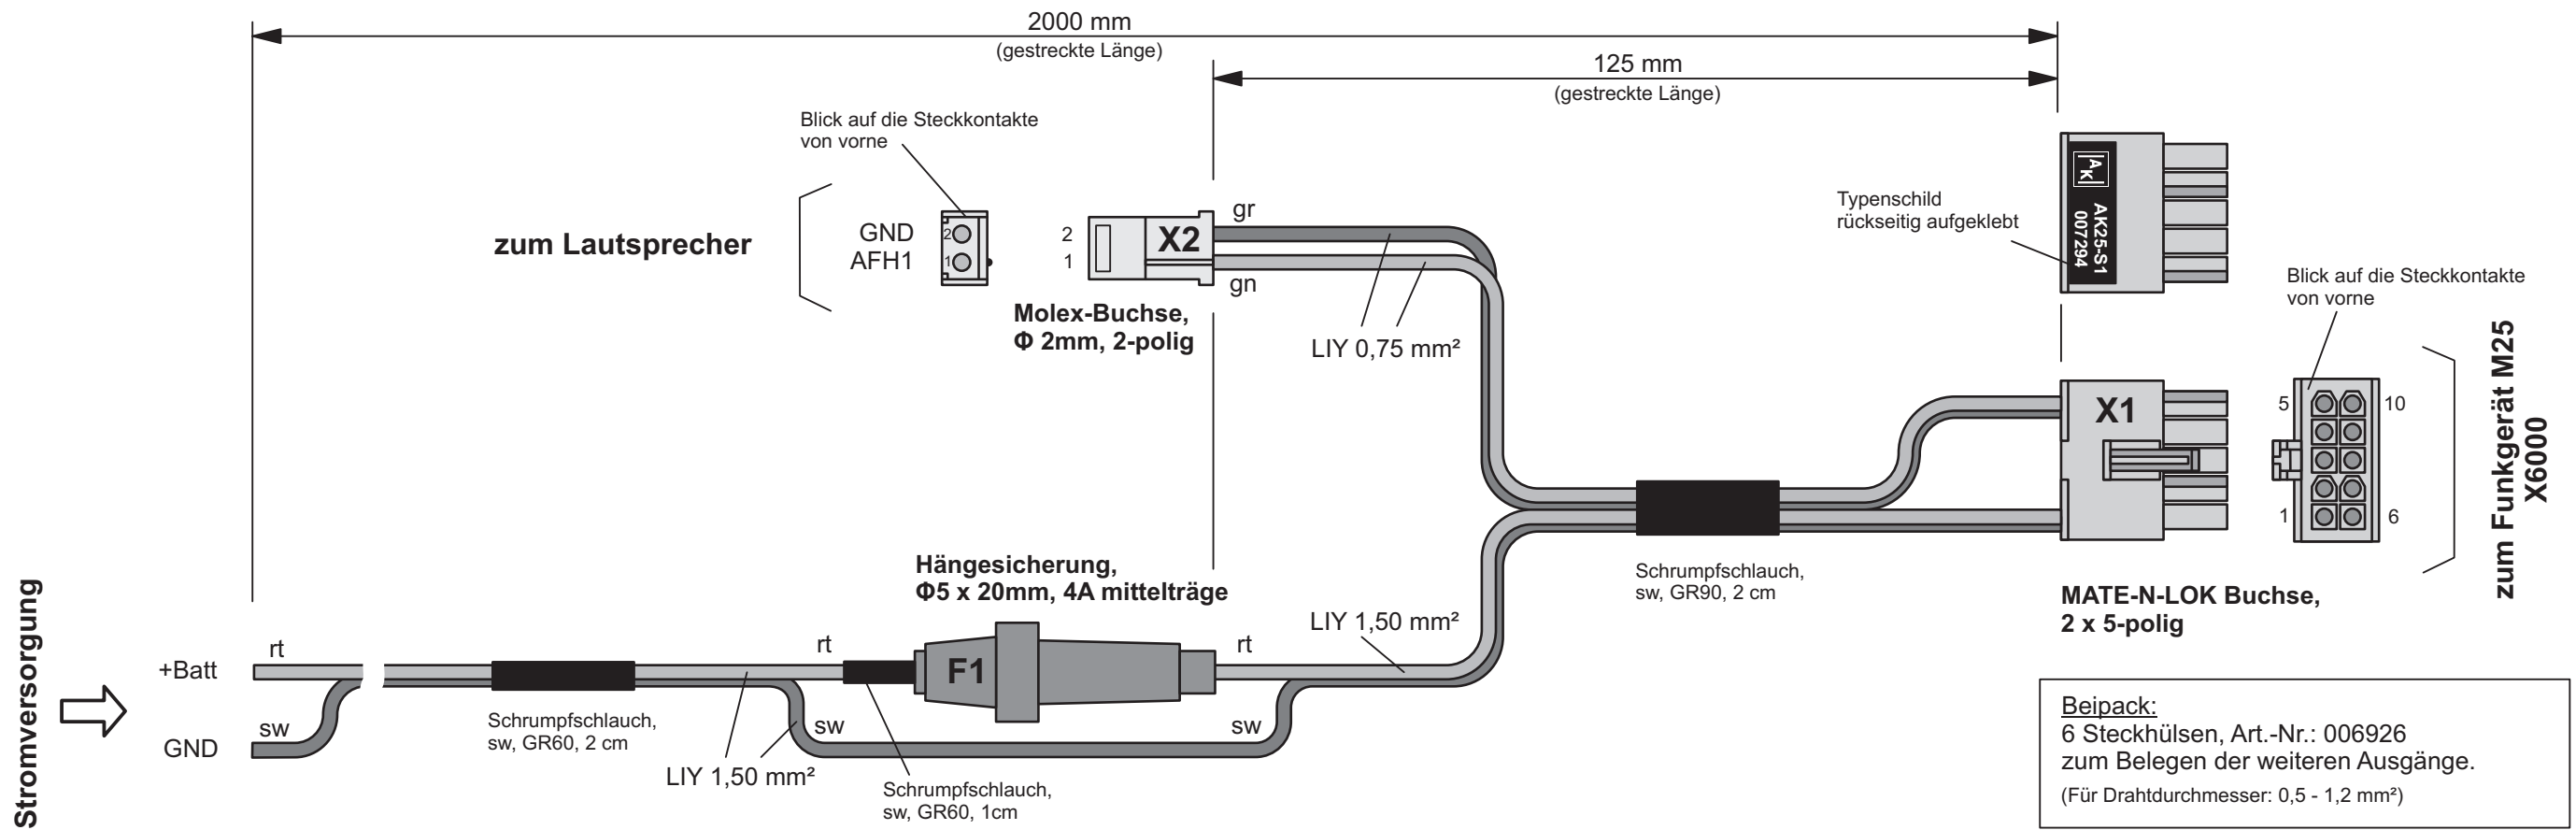 2000 mm
(gestreckte Länge)
125 mm
(gestreckte Länge)
Blick auf die Steckkontakte
von vorne
zum Lautsprecher
GND
AFH1
2
1
2
1
X2
gr
gn
Molex-Buchse,
Φ 2mm, 2-polig
LIY 0,75 mm²
Typenschild
rückseitig aufgeklebt
AK
AK25-S1
007294
Blick auf die Steckkontakte
von vorne
X1
5
10
1
6
zum Funkgerät M25
X6000
MATE-N-LOK Buchse,
2 x 5-polig
Schrumpfschlauch,
sw, GR90, 2 cm
Hängesicherung,
Φ5 x 20mm, 4A mittelträge
LIY 1,50 mm²
Stromversorgung
+Batt
GND
rt
sw
rt
F1
rt
sw
sw
Schrumpfschlauch,
sw, GR60, 2 cm
LIY 1,50 mm²
Schrumpfschlauch,
sw, GR60, 1cm
Beipack:
6 Steckhülsen, Art.-Nr.: 006926
zum Belegen der weiteren Ausgänge.
(Für Drahtdurchmesser: 0,5 - 1,2 mm²)